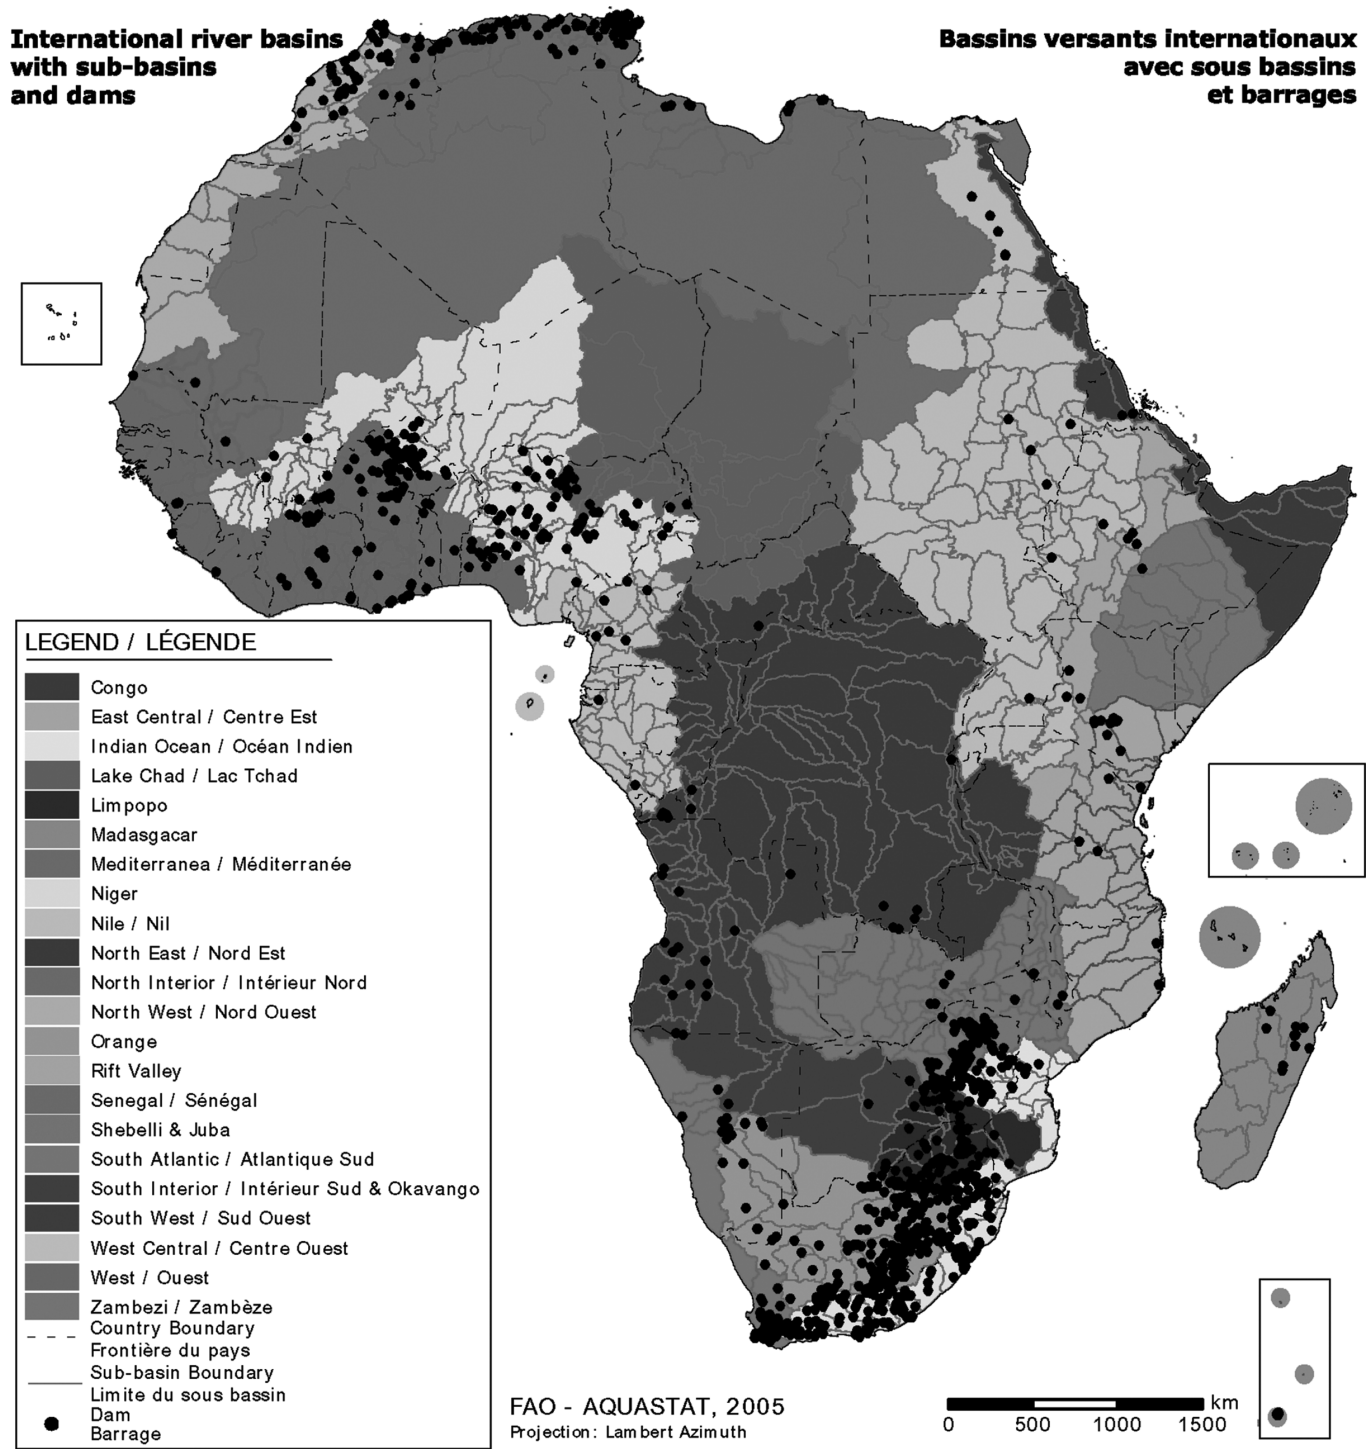 International river basins
with sub-basins
and dams
Bassins versants internationaux
avec sous bassins
et barrages
LEGEND / LÉGENDE
Congo
East Central / Centre Est
Indian Ocean / Océan Indien
Lake Chad / Lac Tchad
Limpopo
Madasgacar
Mediterranea / Méditerranée
Niger
Nile / Nil
North East / Nord Est
North Interior / Intérieur Nord
North West / Nord Ouest
Orange
Rift Valley
Senegal / Sénégal
Shebelli & Juba
South Atlantic / Atlantique Sud
South Interior / Intérieur Sud & Okavango
South West / Sud Ouest
West Central / Centre Ouest
West / Ouest
Zambezi / Zambèze
Country Boundary
Frontière du pays
Sub-basin Boundary
Limite du sous bassin
Dam
Barrage
FAO - AQUASTAT, 2005
Projection: Lambert Azimuth
km
0 500 1000 1500